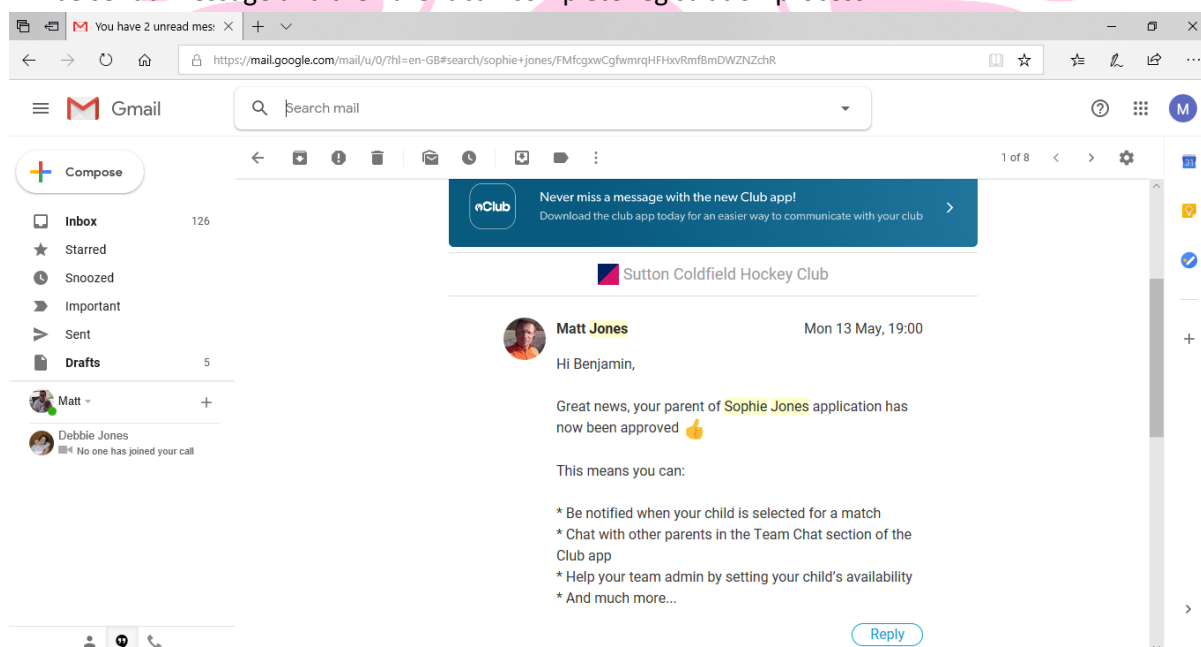 You have 2 unread mes:
https://mail.google.com/mail/u/0/?hl=en-GB#search/sophie+jones/FMfcgxwCgfwmrqHFHxvRmfBmDWZNZchR
Gmail
Search mail
M
Compose
1 of 8
31
Inbox 126
Starred
Snoozed
Important
Sent
Drafts 5
Matt
Debbie Jones
No one has joined your call
Club
Never miss a message with the new Club app!
Download the club app today for an easier way to communicate with your club
Sutton Coldfield Hockey Club
Matt Jones Mon 13 May, 19:00
Hi Benjamin,
Great news, your parent of Sophie Jones application has
now been approved 👍
This means you can:
* Be notified when your child is selected for a match
* Chat with other parents in the Team Chat section of the
Club app
* Help your team admin by setting your child's availability
* And much more...
Reply